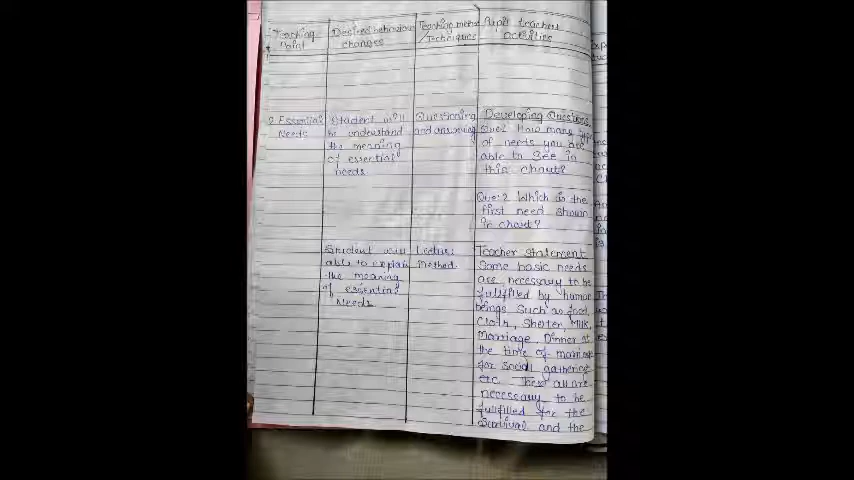 Teaching Point
Desired behaviour changes
Teaching method /Techniques
Pupil teacher activities
2. Essential Needs
Student will be understand the meaning of essential needs
Questioning and answering
Developing Questions
Que:1 How many type
of needs you are
able to see in
this chart?
Que:2 Which is the
first need shown
in chart?
Student will
able to explain
the meaning
of essential
Needs
Lecture
Method
Teacher Statement
Some basic needs
are necessary to be
fulfilled by human
beings such as food,
Cloth, Shelter, Milk,
Marriage, Dinner at
the time of marriage
for social gathering
etc. These all are
necessary to be
fulfilled for the
Survival and the